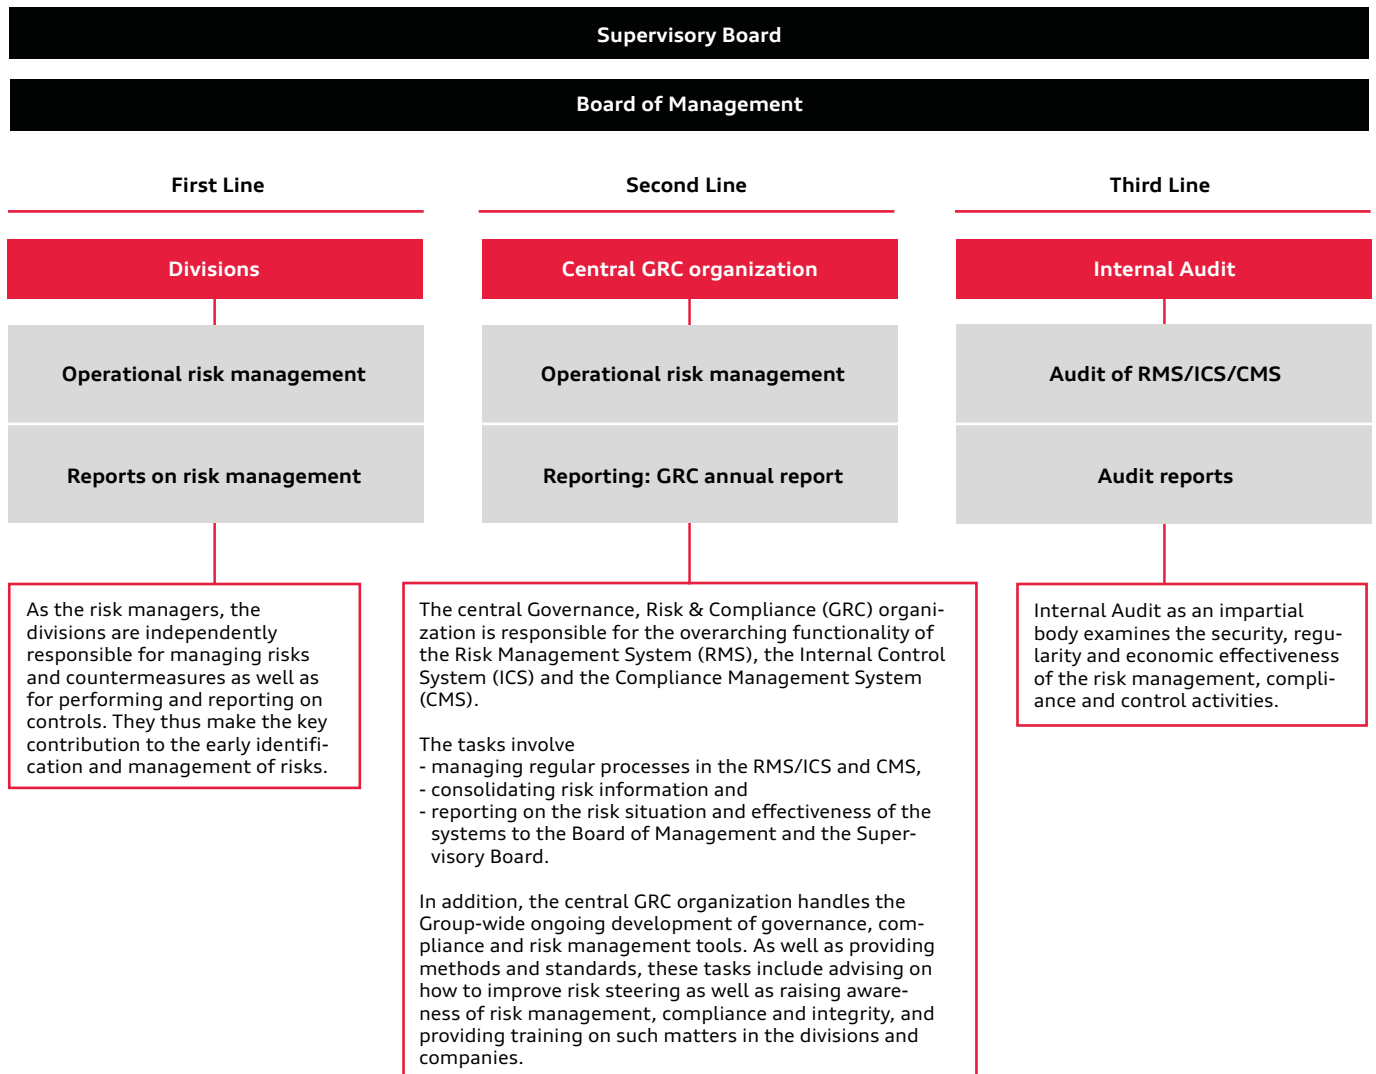 Supervisory Board
Board of Management
First Line
Second Line
Third Line
Divisions
Central GRC organization
Internal Audit
Operational risk management
Operational risk management
Audit of RMS/ICS/CMS
Reports on risk management
Reporting: GRC annual report
Audit reports
As the risk managers, the
divisions are independently
responsible for managing risks
and countermeasures as well as
for performing and reporting on
controls. They thus make the key
contribution to the early identifi-
cation and management of risks.
The central Governance, Risk & Compliance (GRC) organi-
zation is responsible for the overarching functionality of
the Risk Management System (RMS), the Internal Control
System (ICS) and the Compliance Management System
(CMS).
The tasks involve
- managing regular processes in the RMS/ICS and CMS,
- consolidating risk information and
- reporting on the risk situation and effectiveness of the
systems to the Board of Management and the Super-
visory Board.
In addition, the central GRC organization handles the
Group-wide ongoing development of governance, com-
pliance and risk management tools. As well as providing
methods and standards, these tasks include advising on
how to improve risk steering as well as raising aware-
ness of risk management, compliance and integrity, and
providing training on such matters in the divisions and
companies.
Internal Audit as an impartial
body examines the security, regu-
larity and economic effectiveness
of the risk management, compli-
ance and control activities.